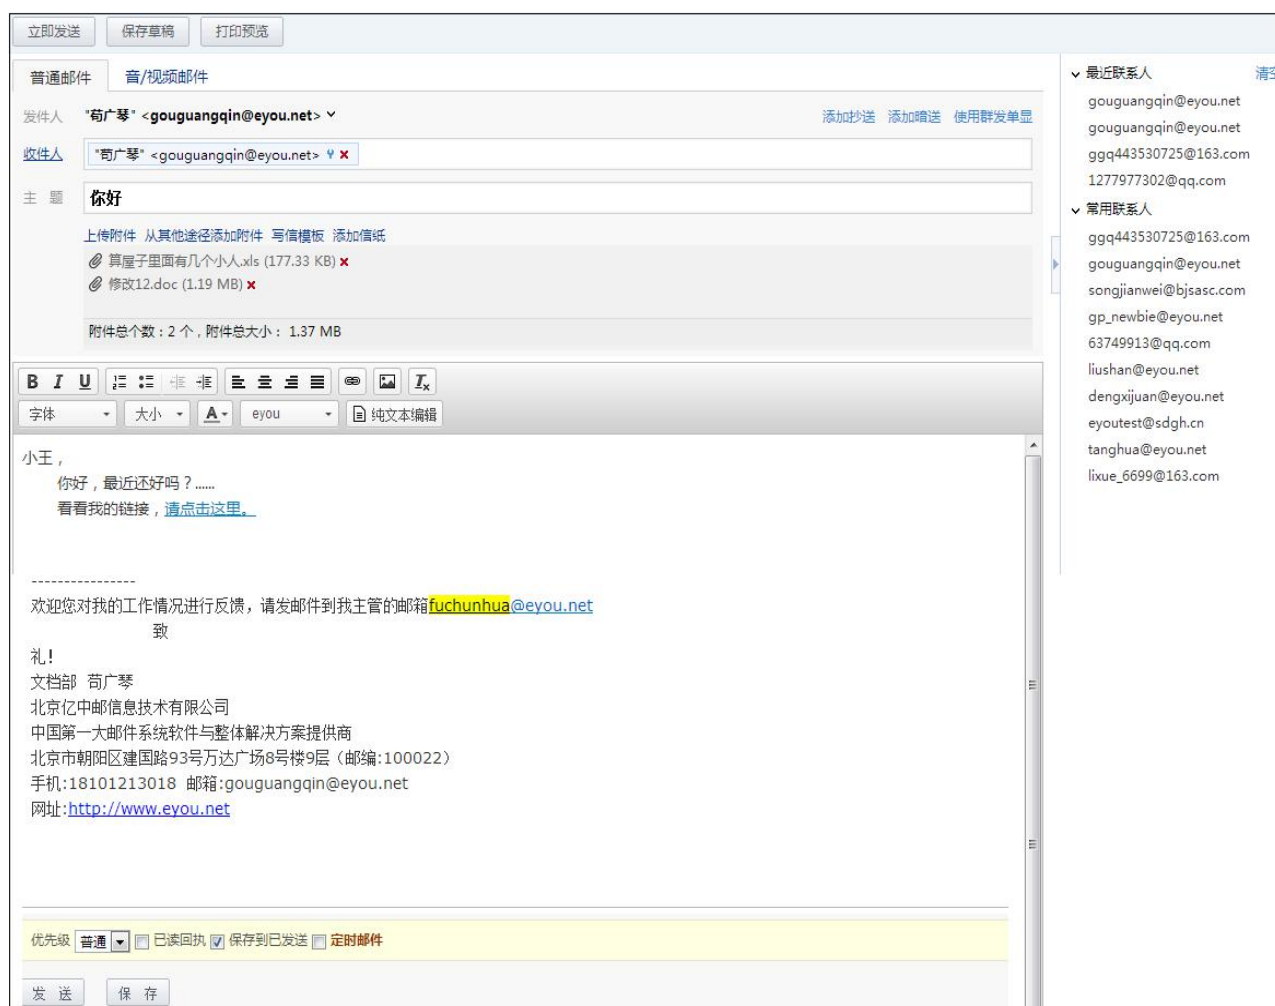 立即发送 保存草稿 打印预览
普通邮件 音/视频邮件
发件人 "苟广琴" <gouguangqin@eyou.net> 添加抄送 添加暗送 使用群发单显
收件人 "苟广琴" <gouguangqin@eyou.net>
主 题 你好
上传附件 从其他途径添加附件 写信模板 添加信纸
算屋子里面有几个小人.xls (177.33 KB)
修改12.doc (1.19 MB)
附件总个数：2 个，附件总大小： 1.37 MB
B I U
字体 大小 A eyou 纯文本编辑
小王，
你好，最近还好吗？......
看看我的链接，请点击这里。
----------------
欢迎您对我的工作情况进行反馈，请发邮件到我主管的邮箱fuchunhua@eyou.net
致
礼！
文档部 苟广琴
北京亿中邮信息技术有限公司
中国第一大邮件系统软件与整体解决方案提供商
北京市朝阳区建国路93号万达广场8号楼9层（邮编:100022）
手机:18101213018 邮箱:gouguangqin@eyou.net
网址:http://www.eyou.net
优先级 普通 已读回执 保存到已发送 定时邮件
发 送 保 存
最近联系人 清空
gouguangqin@eyou.net
gouguangqin@eyou.net
ggq443530725@163.com
1277977302@qq.com
常用联系人
ggq443530725@163.com
gouguangqin@eyou.net
songjianwei@bjsasc.com
gp_newbie@eyou.net
63749913@qq.com
liushan@eyou.net
dengxijuan@eyou.net
eyoutest@sdgh.cn
tanghua@eyou.net
lixue_6699@163.com